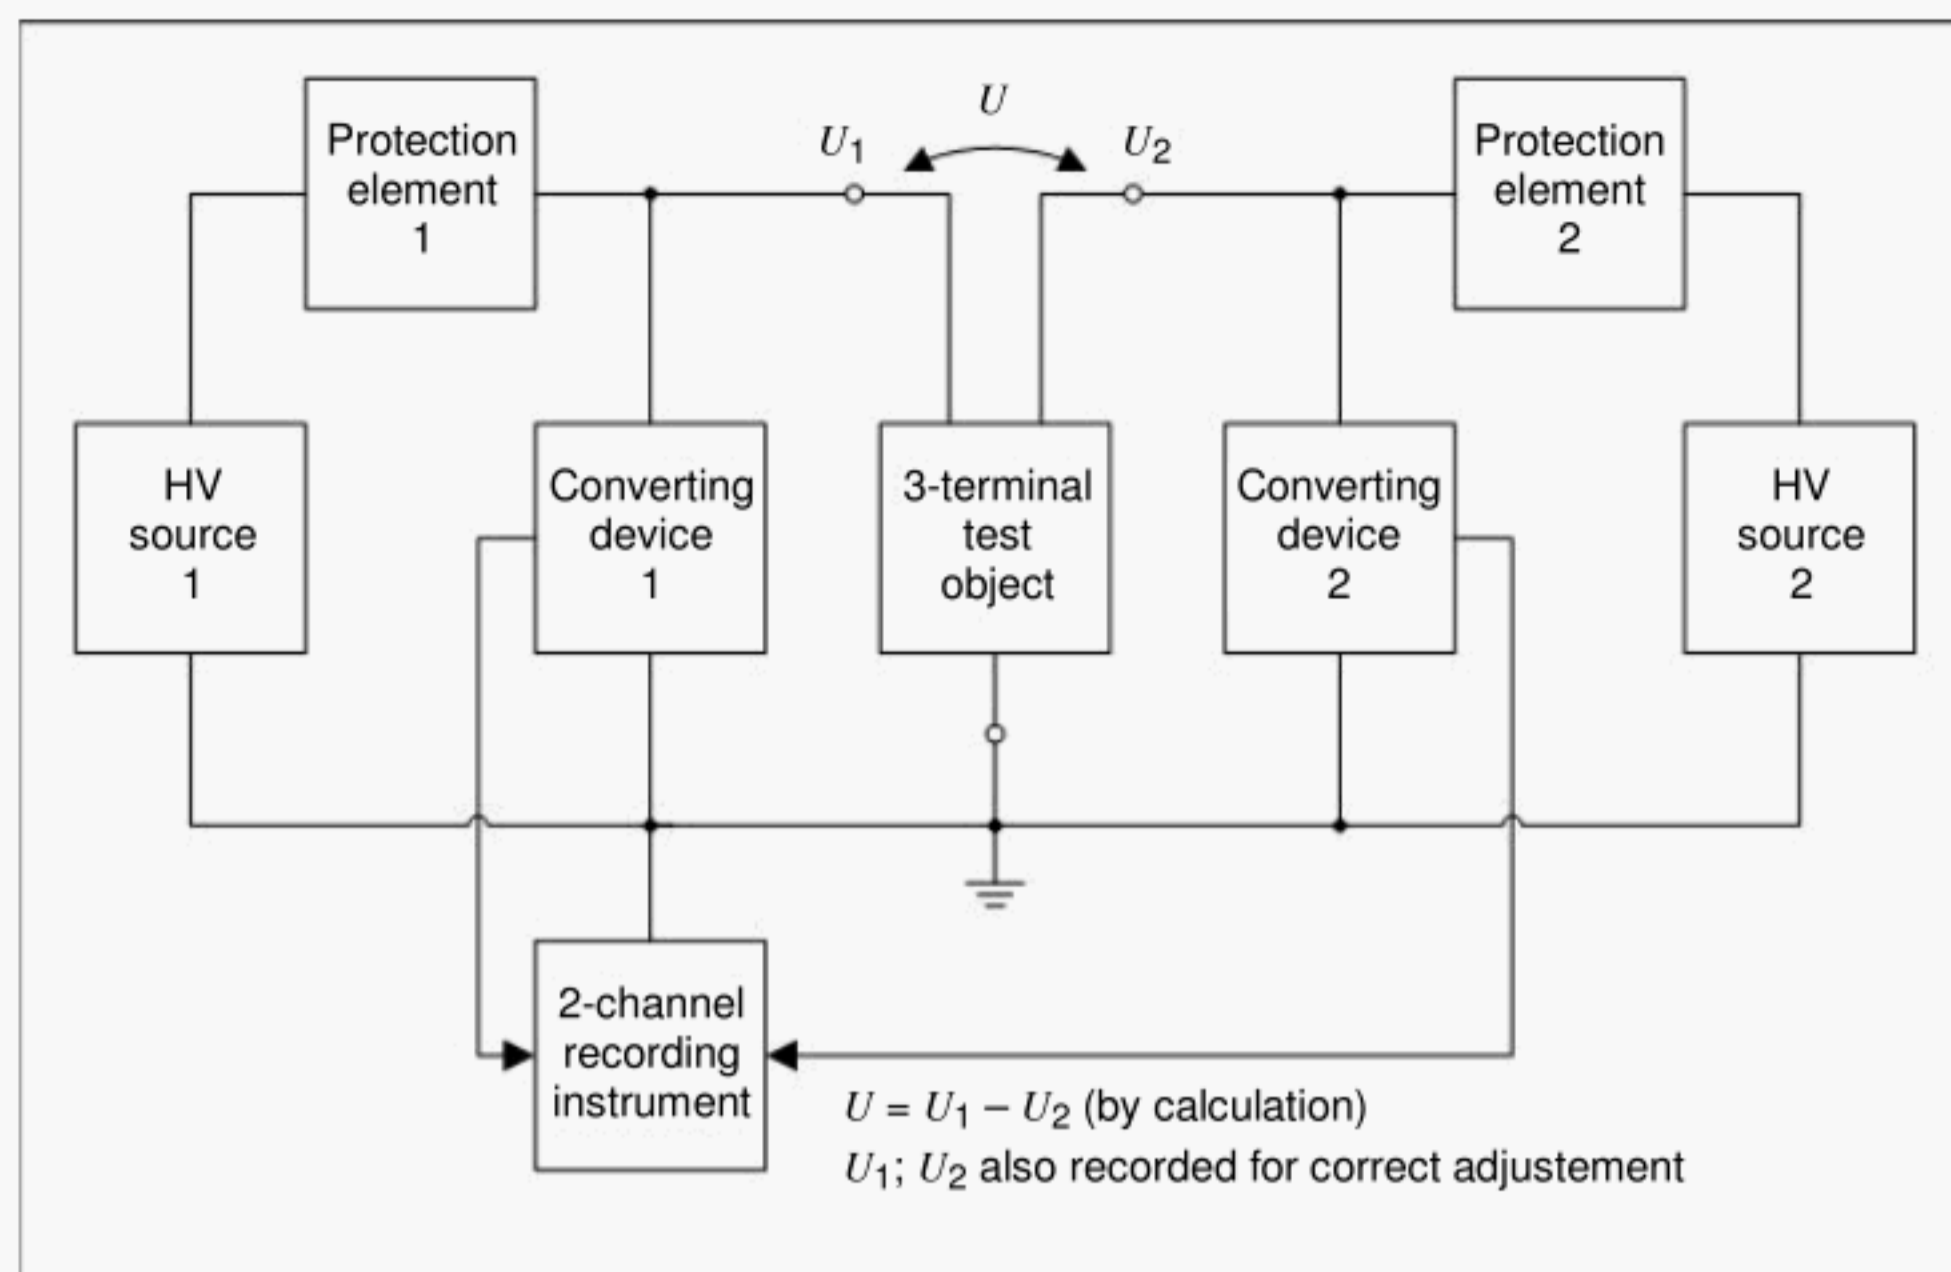 U
U1
U2
Protection
element
1
Protection
element
2
HV
source
1
Converting
device
1
3-terminal
test
object
Converting
device
2
HV
source
2
2-channel
recording
instrument
U = U1 – U2 (by calculation)
U1; U2 also recorded for correct adjustement